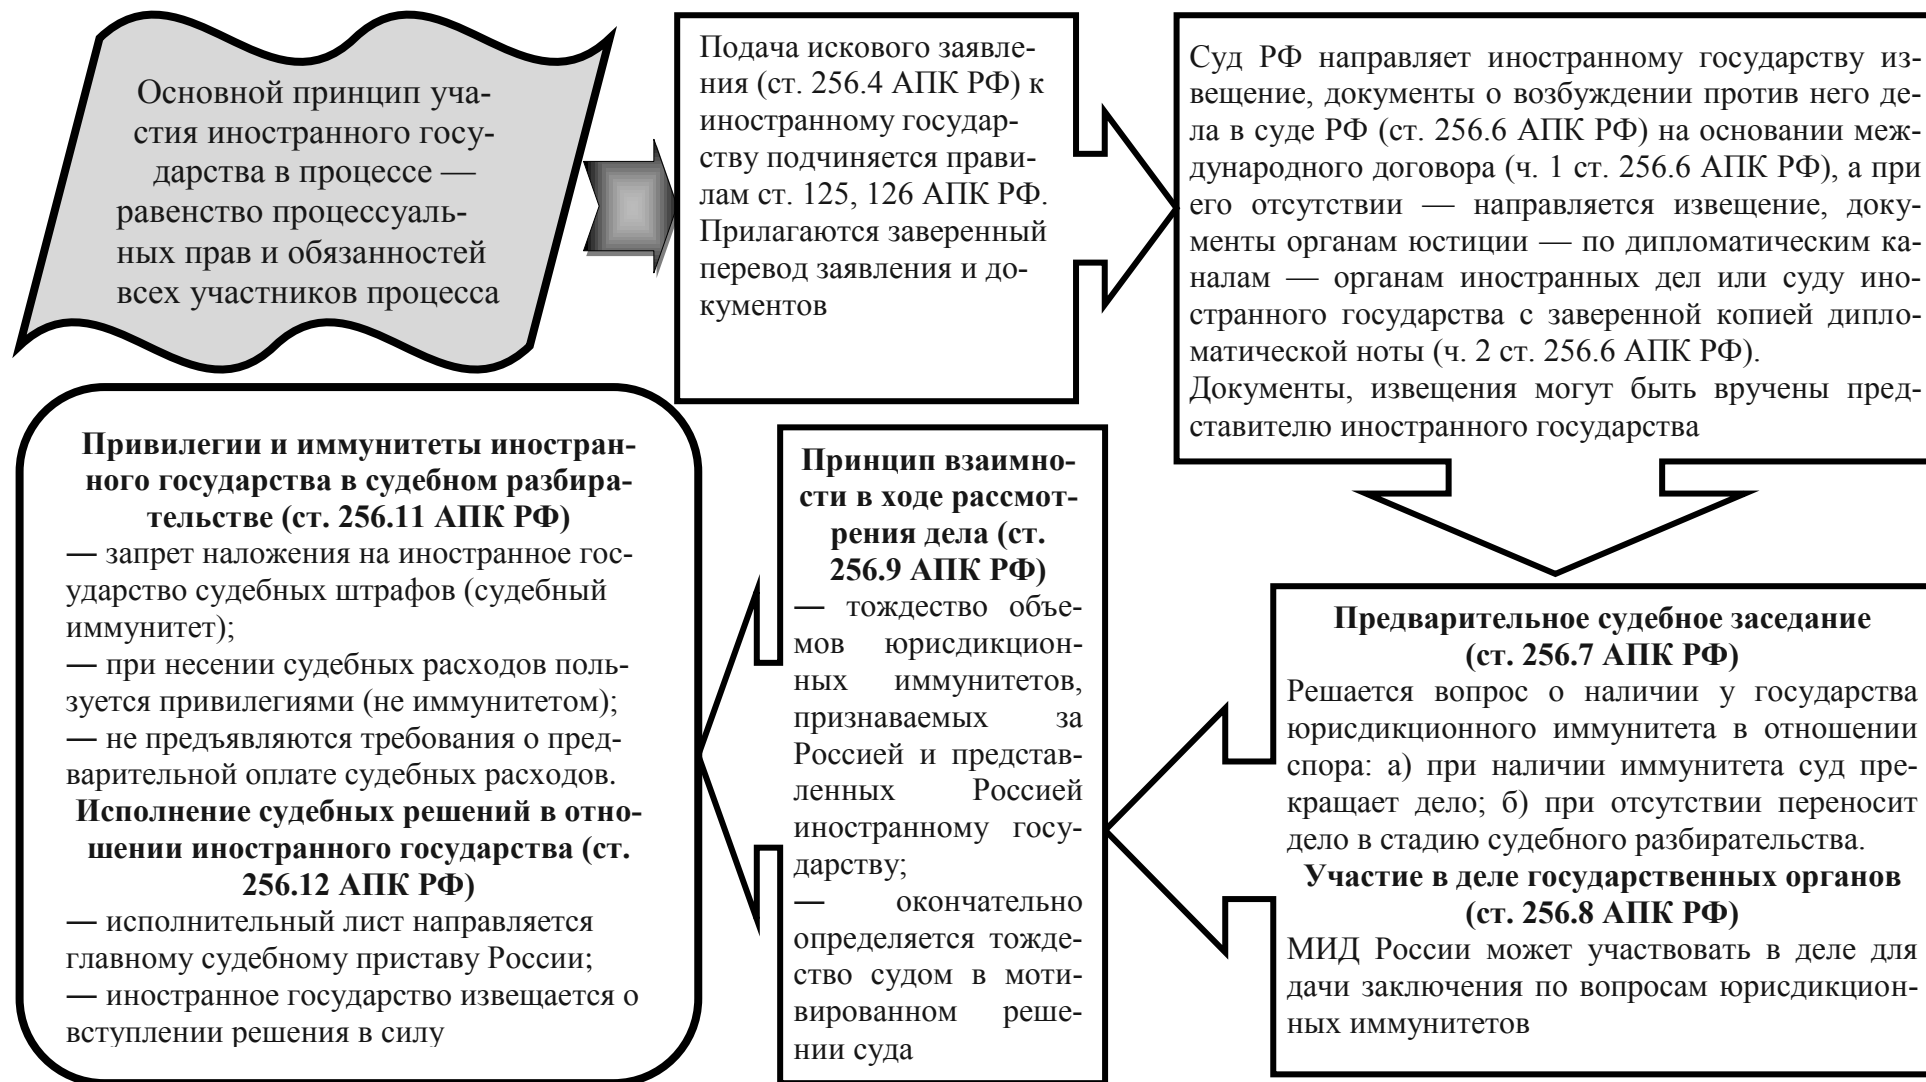 Основной принцип уча-
стия иностранного госу-
дарства в процессе —
равенство процессуаль-
ных прав и обязанностей
всех участников процесса
Подача искового заявле-
ния (ст. 256.4 АПК РФ) к
иностранному государ-
ству подчиняется прави-
лам ст. 125, 126 АПК РФ.
Прилагаются заверенный
перевод заявления и до-
кументов
Суд РФ направляет иностранному государству из-
вещение, документы о возбуждении против него де-
ла в суде РФ (ст. 256.6 АПК РФ) на основании меж-
дународного договора (ч. 1 ст. 256.6 АПК РФ), а при
его отсутствии — направляется извещение, доку-
менты органам юстиции — по дипломатическим ка-
налам — органам иностранных дел или суду ино-
странного государства с заверенной копией дипло-
матической ноты (ч. 2 ст. 256.6 АПК РФ).
Документы, извещения могут быть вручены пред-
ставителю иностранного государства
Предварительное судебное заседание
(ст. 256.7 АПК РФ)
Решается вопрос о наличии у государства
юрисдикционного иммунитета в отношении
спора: а) при наличии иммунитета суд пре-
кращает дело; б) при отсутствии переносит
дело в стадию судебного разбирательства.
Участие в деле государственных органов
(ст. 256.8 АПК РФ)
МИД России может участвовать в деле для
дачи заключения по вопросам юрисдикцион-
ных иммунитетов
Принцип взаимно-
сти в ходе рассмот-
рения дела (ст.
256.9 АПК РФ)
— тождество объе-
мов юрисдикцион-
ных иммунитетов,
признаваемых за
Россией и представ-
ленных Россией
иностранному госу-
дарству;
— окончательно
определяется тожде-
ство судом в моти-
вированном реше-
нии суда
Привилегии и иммунитеты иностран-
ного государства в судебном разбира-
тельстве (ст. 256.11 АПК РФ)
— запрет наложения на иностранное гос-
ударство судебных штрафов (судебный
иммунитет);
— при несении судебных расходов поль-
зуется привилегиями (не иммунитетом);
— не предъявляются требования о пред-
варительной оплате судебных расходов.
Исполнение судебных решений в отно-
шении иностранного государства (ст.
256.12 АПК РФ)
— исполнительный лист направляется
главному судебному приставу России;
— иностранное государство извещается о
вступлении решения в силу